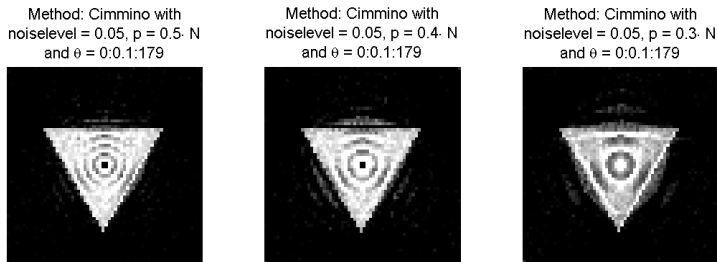 Method: Cimmino with
noiselevel = 0.05, p = 0.5· N
and θ = 0:0.1:179
Method: Cimmino with
noiselevel = 0.05, p = 0.4· N
and θ = 0:0.1:179
Method: Cimmino with
noiselevel = 0.05, p = 0.3· N
and θ = 0:0.1:179